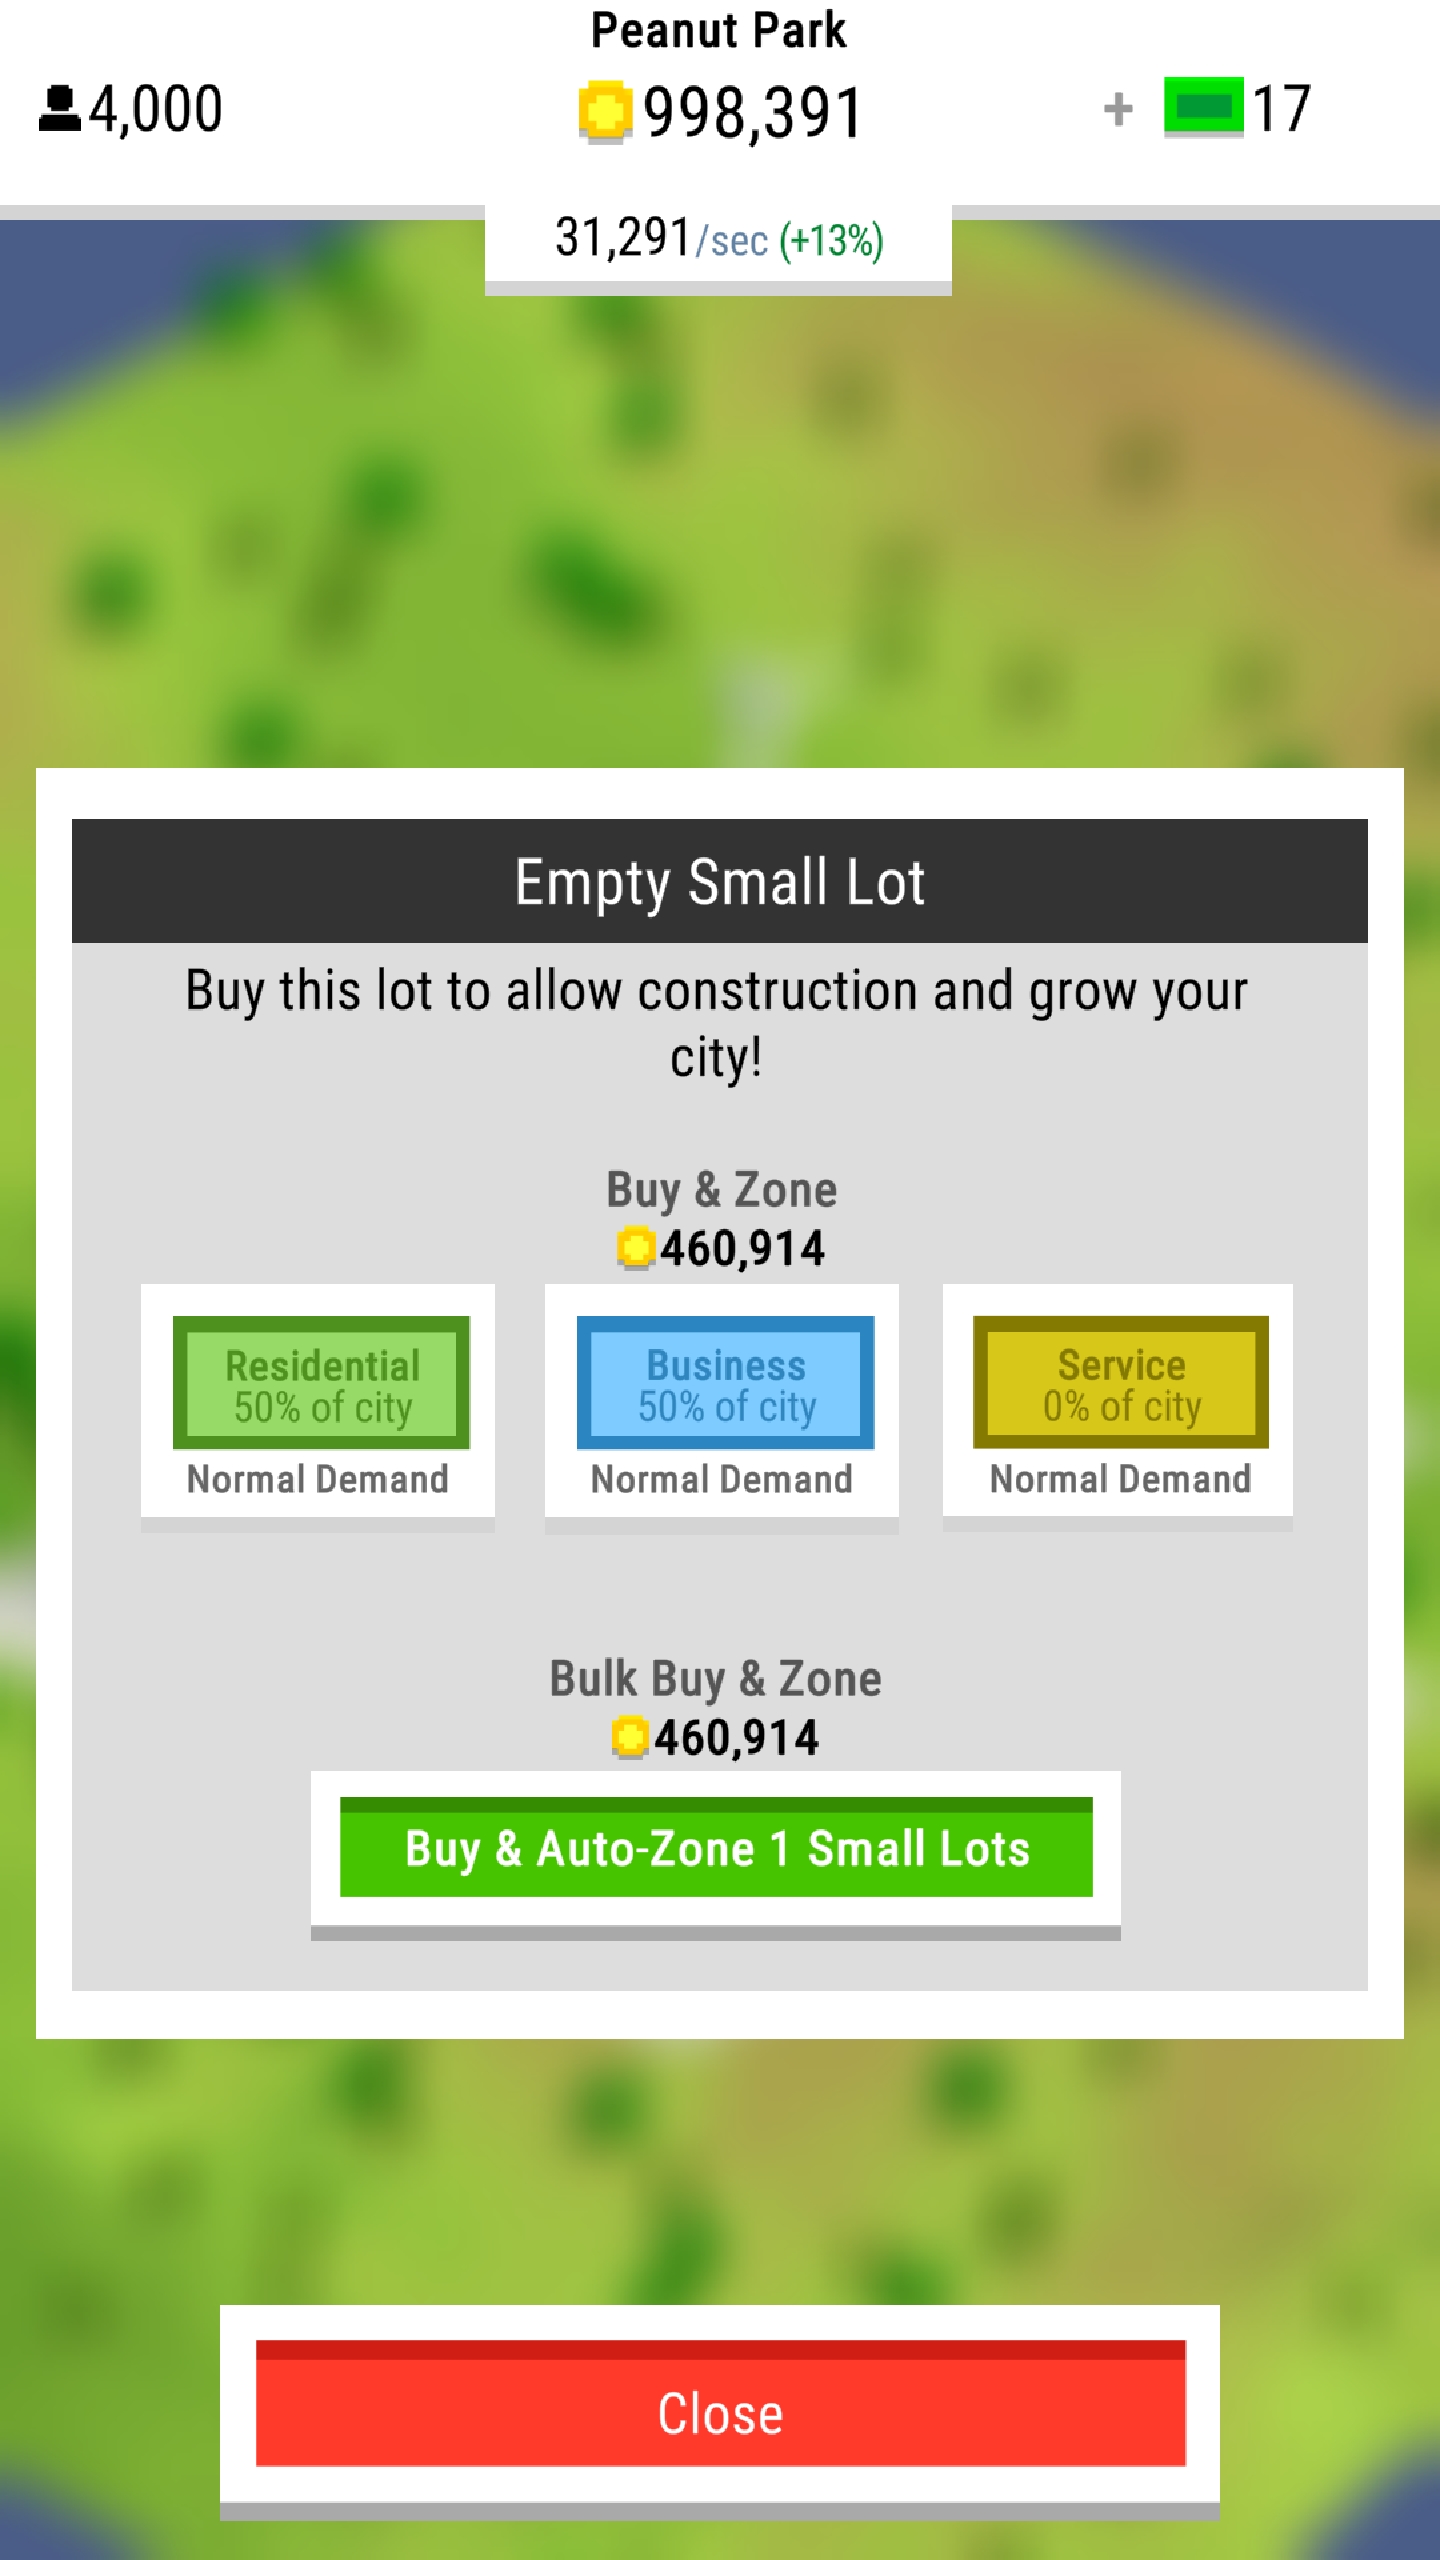 Peanut Park
4,000
998,391
+ 17
31,291/sec (+13%)
Empty Small Lot
Buy this lot to allow construction and grow your
city!
Buy & Zone
460,914
Residential
50% of city
Normal Demand
Business
50% of city
Normal Demand
Service
0% of city
Normal Demand
Bulk Buy & Zone
460,914
Buy & Auto-Zone 1 Small Lots
Close